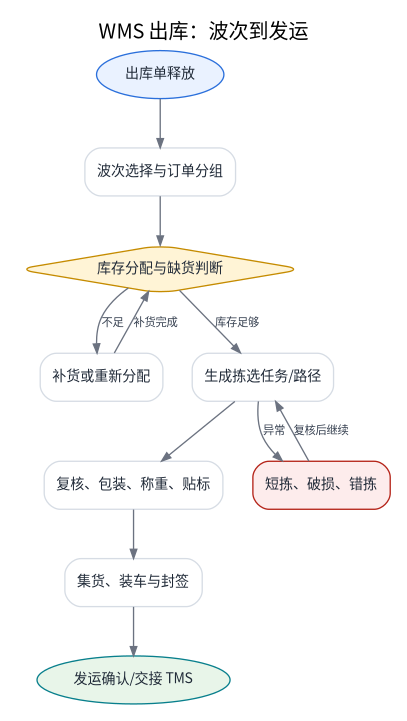 WMS 出库：波次到发运
出库单释放
波次选择与订单分组
库存分配与缺货判断
不足
补货完成
库存足够
补货或重新分配
生成拣选任务/路径
异常
复核后继续
复核、包装、称重、贴标
短拣、破损、错拣
集货、装车与封签
发运确认/交接 TMS